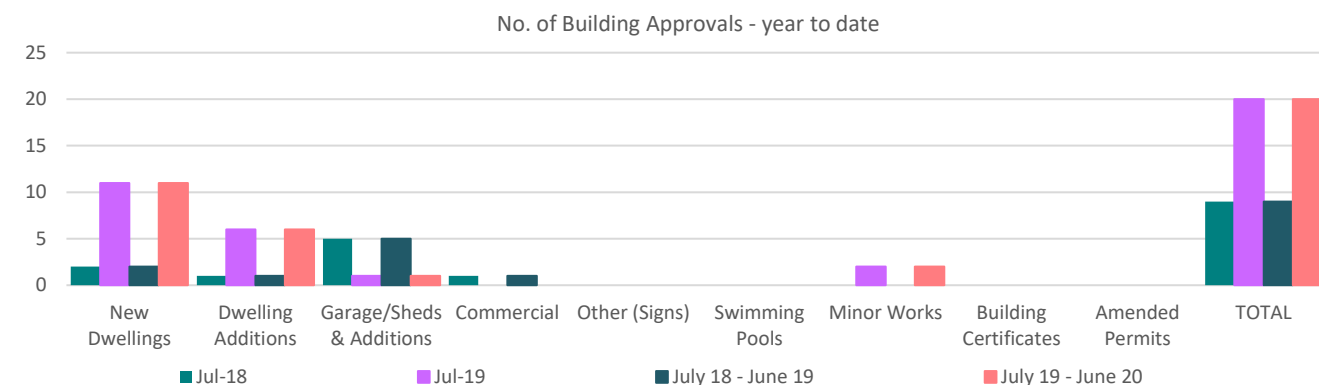 No. of Building Approvals - year to date
25
20
15
10
5
0
New Dwellings
Dwelling Additions
Garage/Sheds & Additions
Commercial
Other (Signs)
Swimming Pools
Minor Works
Building Certificates
Amended Permits
TOTAL
Jul-18
Jul-19
July 18 - June 19
July 19 - June 20